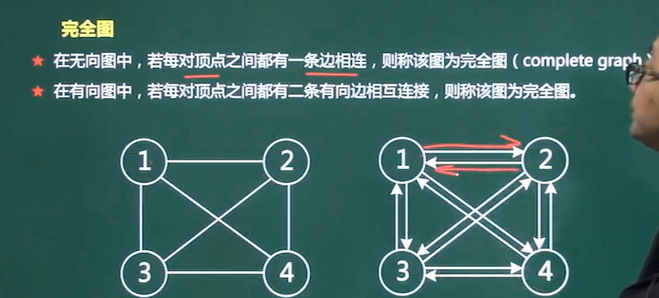 完全图
★ 在无向图中，若每对顶点之间都有一条边相连，则称该图为完全图（complete graph）
★ 在有向图中，若每对顶点之间都有二条有向边相互连接，则称该图为完全图。
1 2 1 2
3 4 3 4